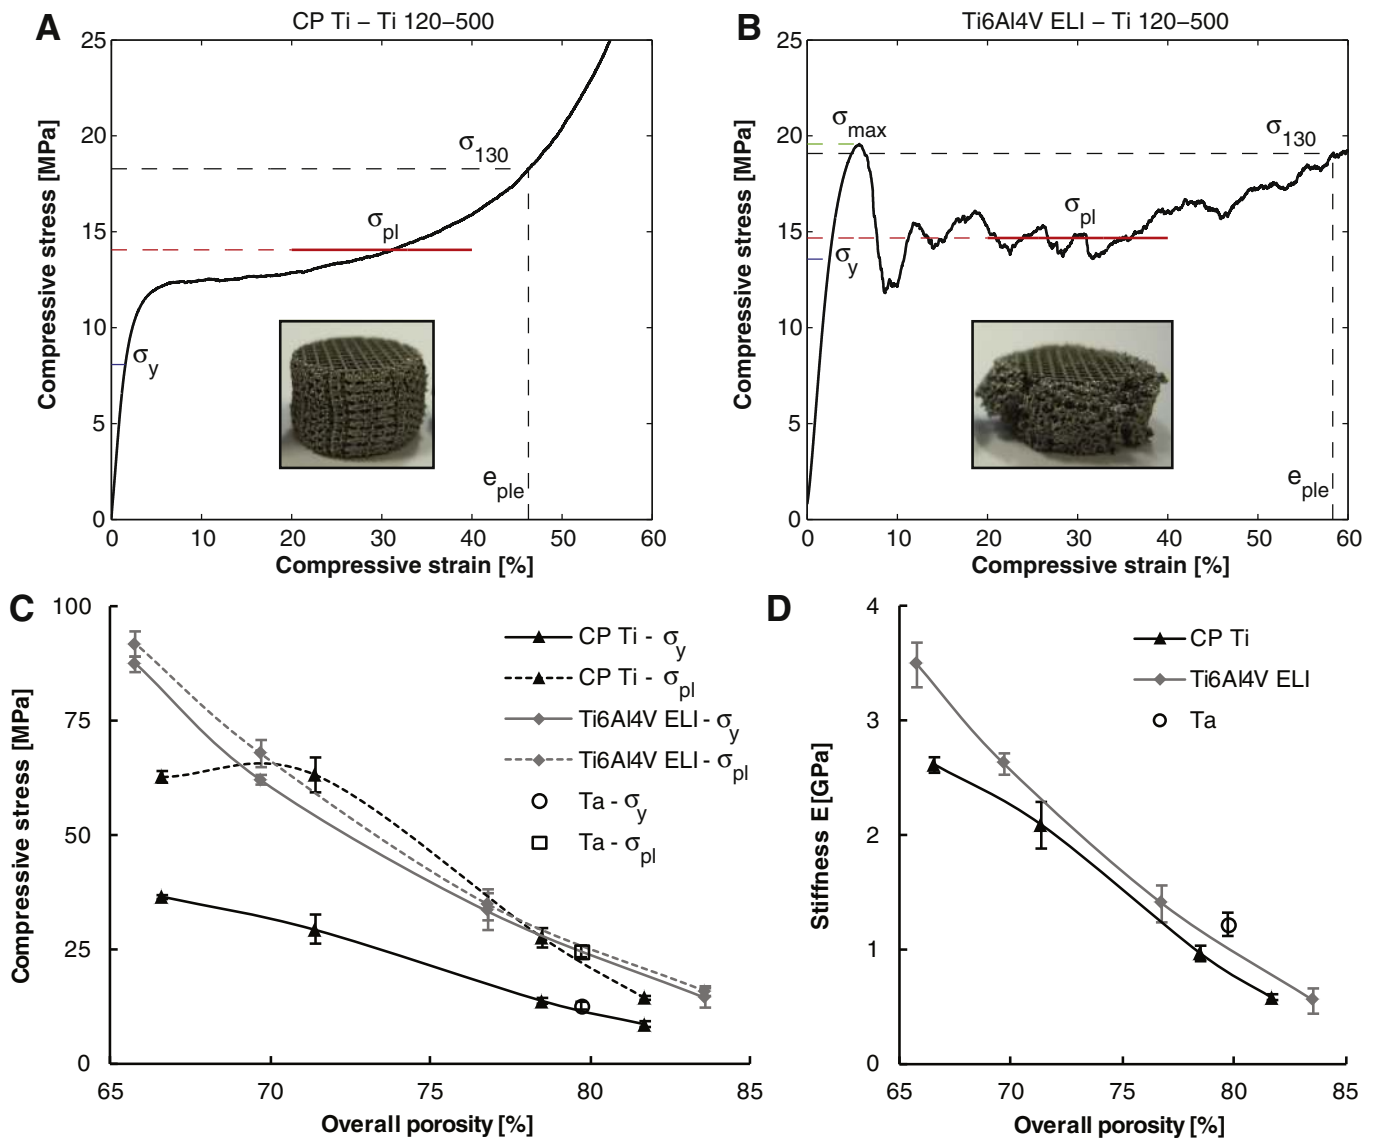 A
CP Ti – Ti 120–500
25
20
15
10
5
0
0 10 20 30 40 50 60
Compressive stress [MPa]
Compressive strain [%]
σ130
σpl
σy
eple
B
Ti6Al4V ELI – Ti 120–500
25
20
15
10
5
0
0 10 20 30 40 50 60
Compressive stress [MPa]
Compressive strain [%]
σmax
σ130
σpl
σy
eple
C
100
75
50
25
0
65 70 75 80 85
Compressive stress [MPa]
Overall porosity [%]
CP Ti - σy
CP Ti - σpl
Ti6Al4V ELI - σy
Ti6Al4V ELI - σpl
Ta - σy
Ta - σpl
D
4
3
2
1
0
65 70 75 80 85
Stiffness E [GPa]
Overall porosity [%]
CP Ti
Ti6Al4V ELI
Ta